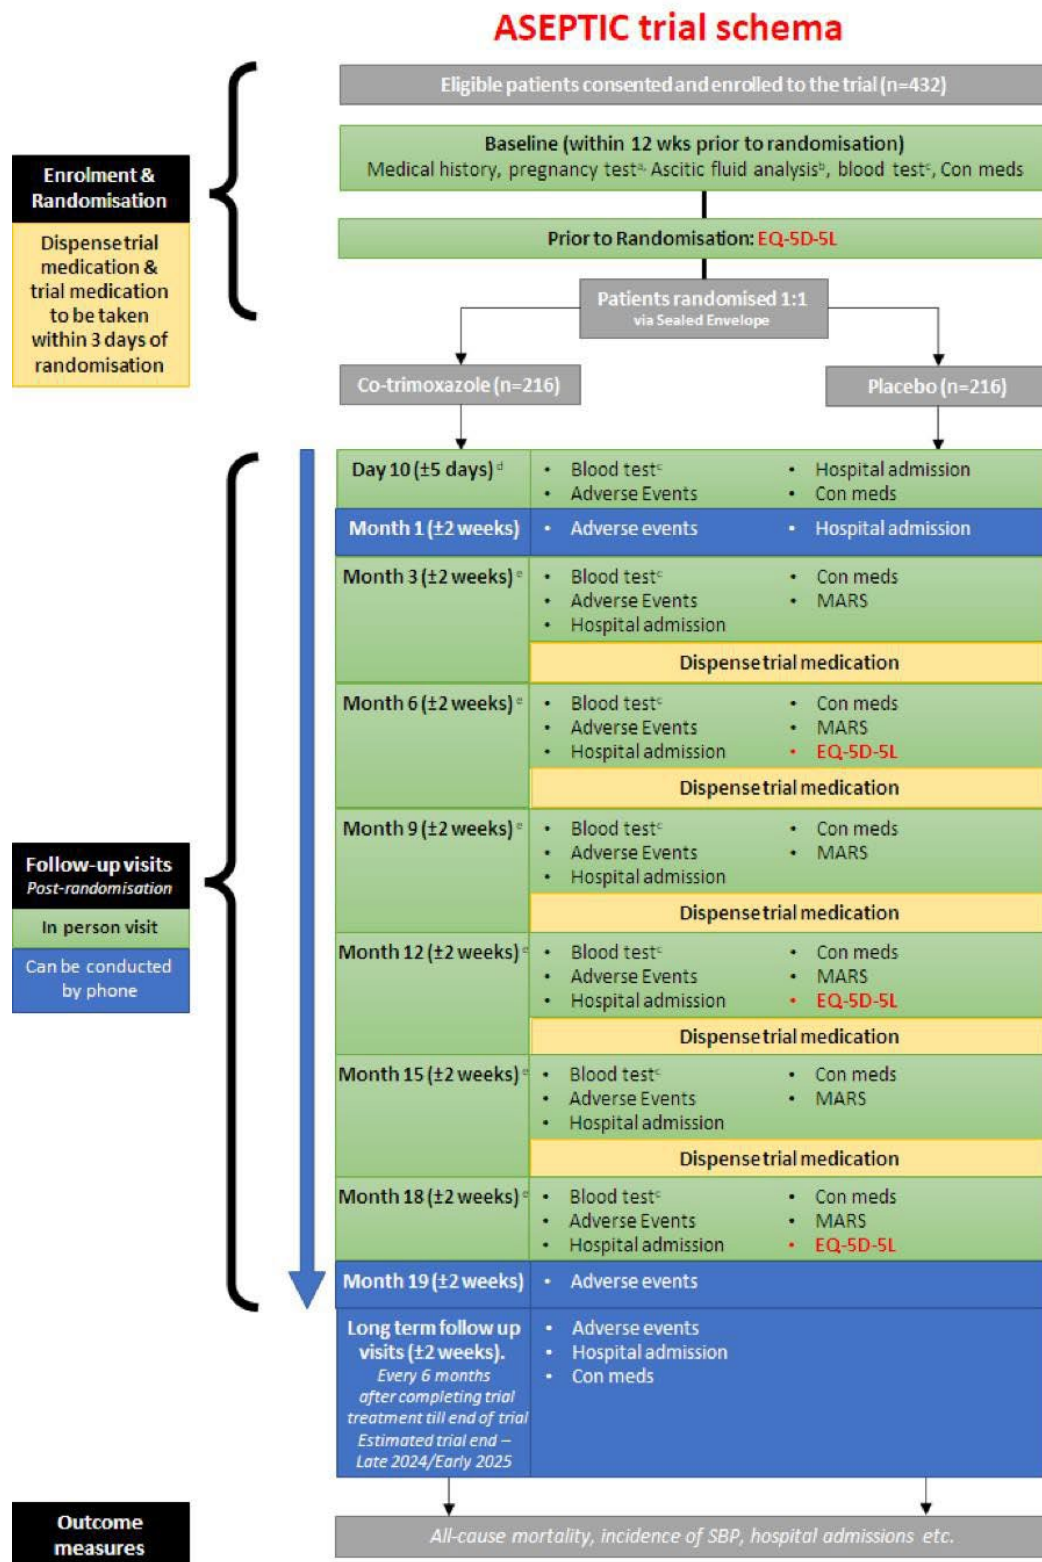 ASEPTIC trial schema
Eligible patients consented and enrolled to the trial (n=432)
Baseline (within 12 wks prior to randomisation)
Medical history, pregnancy testᵃ, Ascitic fluid analysisᵇ, blood testᶜ, Con meds
Enrolment &
Randomisation
Dispense trial
medication &
trial medication
to be taken
within 3 days of
randomisation
Prior to Randomisation: EQ-5D-5L
Patients randomised 1:1
via Sealed Envelope
Co-trimoxazole (n=216)
Placebo (n=216)
Day 10 (±5 days) ᵈ
• Blood testᶜ
• Adverse Events
• Hospital admission
• Con meds
Month 1 (±2 weeks)
• Adverse events
• Hospital admission
Month 3 (±2 weeks) ᵉ
• Blood testᶜ
• Adverse Events
• Hospital admission
• Con meds
• MARS
Dispense trial medication
Month 6 (±2 weeks) ᵉ
• Blood testᶜ
• Adverse Events
• Hospital admission
• Con meds
• MARS
• EQ-5D-5L
Dispense trial medication
Month 9 (±2 weeks) ᵉ
• Blood testᶜ
• Adverse Events
• Hospital admission
• Con meds
• MARS
Dispense trial medication
Follow-up visits
Post-randomisation
In person visit
Can be conducted
by phone
Month 12 (±2 weeks) ᵉ
• Blood testᶜ
• Adverse Events
• Hospital admission
• Con meds
• MARS
• EQ-5D-5L
Dispense trial medication
Month 15 (±2 weeks) ᵉ
• Blood testᶜ
• Adverse Events
• Hospital admission
• Con meds
• MARS
Dispense trial medication
Month 18 (±2 weeks) ᵉ
• Blood testᶜ
• Adverse Events
• Hospital admission
• Con meds
• MARS
• EQ-5D-5L
Month 19 (±2 weeks)
• Adverse events
Long term follow up
visits (±2 weeks).
Every 6 months
after completing trial
treatment till end of trial
Estimated trial end –
Late 2024/Early 2025
• Adverse events
• Hospital admission
• Con meds
Outcome
measures
All-cause mortality, incidence of SBP, hospital admissions etc.